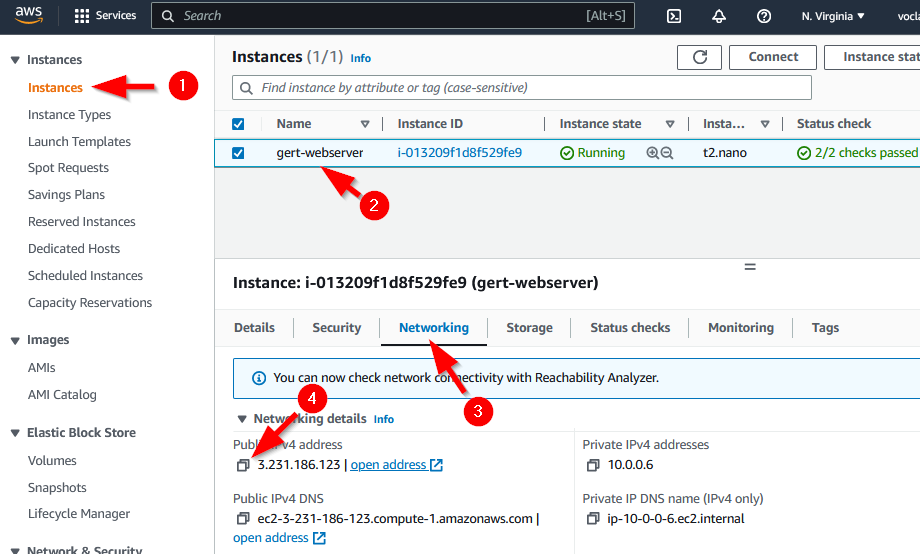 aws
Services
Search
[Alt+S]
N. Virginia ▼
vocla
Instances
Instances
1
Instance Types
Launch Templates
Spot Requests
Savings Plans
Reserved Instances
Dedicated Hosts
Scheduled Instances
Capacity Reservations
Images
AMIs
AMI Catalog
Elastic Block Store
Volumes
Snapshots
Lifecycle Manager
Network & Security
Instances (1/1) Info
Connect
Instance stat
Find instance by attribute or tag (case-sensitive)
Name
Instance ID
Instance state
Insta...
Status check
gert-webserver
i-013209f1d8f529fe9
Running
t2.nano
2/2 checks passed
2
Instance: i-013209f1d8f529fe9 (gert-webserver)
Details
Security
Networking
Storage
Status checks
Monitoring
Tags
You can now check network connectivity with Reachability Analyzer.
4
3
Networking details Info
Public IPv4 address
3.231.186.123 | open address
Private IPv4 addresses
10.0.0.6
Public IPv4 DNS
ec2-3-231-186-123.compute-1.amazonaws.com |
open address
Private IP DNS name (IPv4 only)
ip-10-0-0-6.ec2.internal